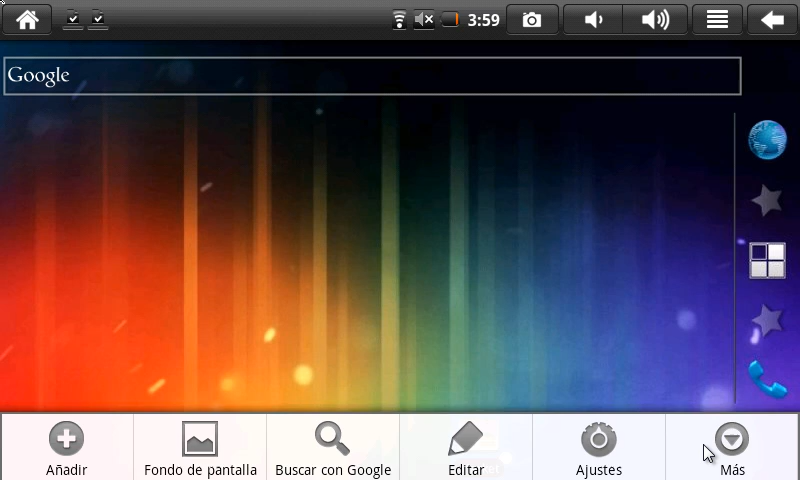 3:59
Google
Añadir
Fondo de pantalla
Buscar con Google
Editar
Ajustes
Más